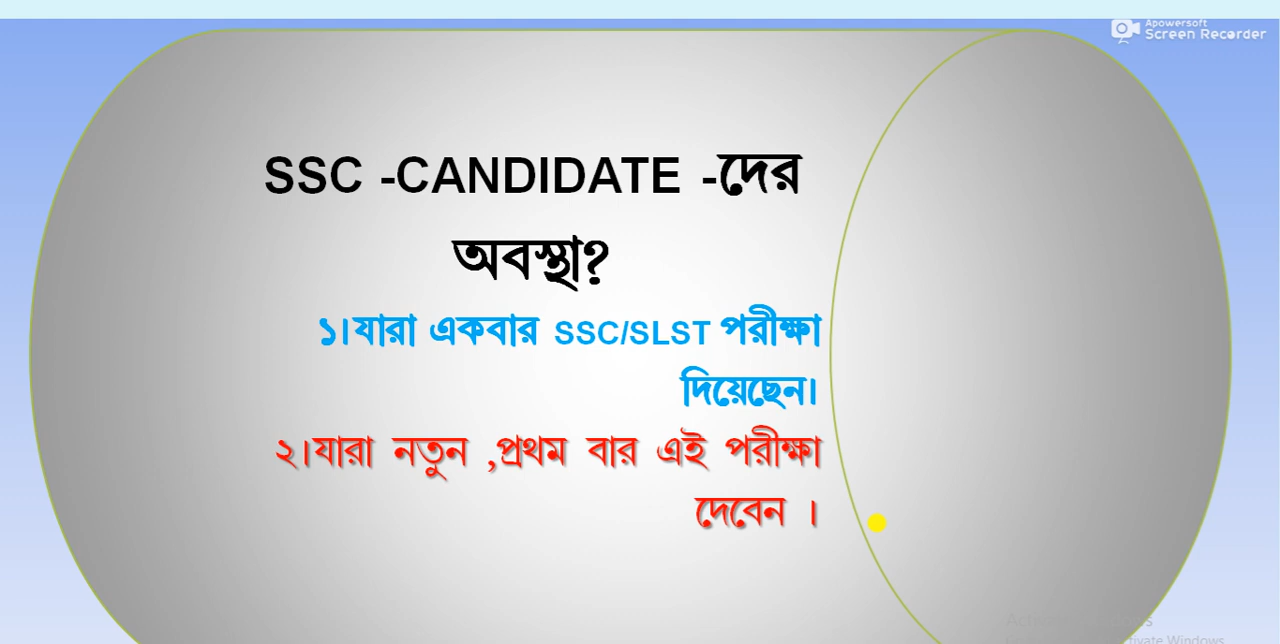 Apowersoft
Screen Recorder
SSC -CANDIDATE -দের
অবস্থা?
১।যারা একবার SSC/SLST পরীক্ষা
দিয়েছেন।
২।যারা নতুন ,প্রথম বার এই পরীক্ষা
দেবেন ।